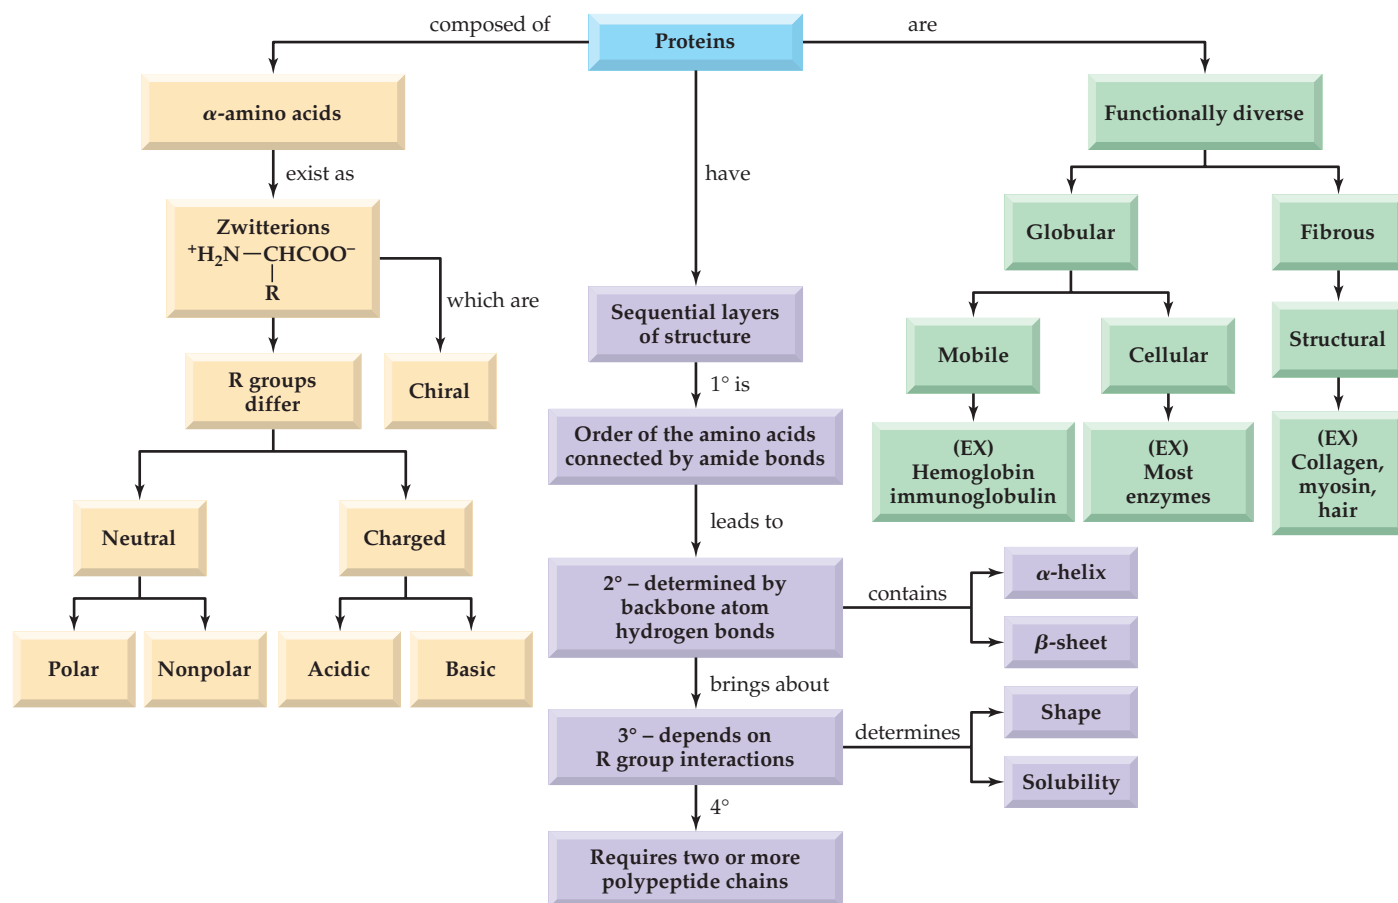 composed of
Proteins
are
α-amino acids
exist as
Zwitterions
⁺H₂N—CHCOO⁻
R
which are
R groups
differ
Chiral
Neutral
Charged
Polar
Nonpolar
Acidic
Basic
have
Sequential layers
of structure
1° is
Order of the amino acids
connected by amide bonds
leads to
2° – determined by
backbone atom
hydrogen bonds
contains
α-helix
β-sheet
brings about
3° – depends on
R group interactions
determines
Shape
Solubility
4°
Requires two or more
polypeptide chains
Functionally diverse
Globular
Fibrous
Mobile
Cellular
Structural
(EX)
Hemoglobin
immunoglobulin
(EX)
Most
enzymes
(EX)
Collagen,
myosin,
hair